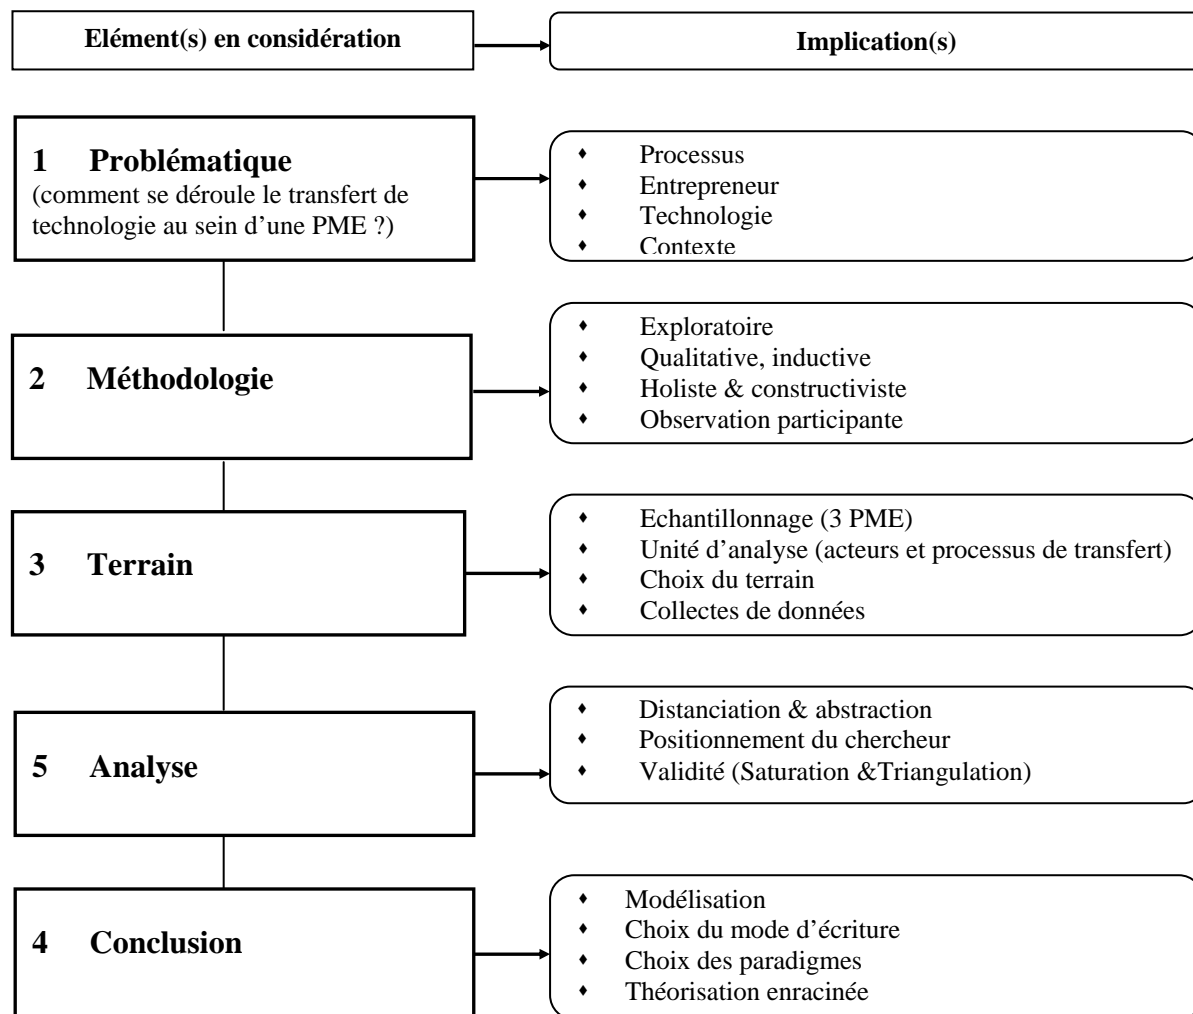 Elément(s) en considération
Implication(s)
1 Problématique
(comment se déroule le transfert de
technologie au sein d’une PME ?)
♦ Processus
♦ Entrepreneur
♦ Technologie
♦ Contexte
2 Méthodologie
♦ Exploratoire
♦ Qualitative, inductive
♦ Holiste & constructiviste
♦ Observation participante
3 Terrain
♦ Echantillonnage (3 PME)
♦ Unité d’analyse (acteurs et processus de transfert)
♦ Choix du terrain
♦ Collectes de données
5 Analyse
♦ Distanciation & abstraction
♦ Positionnement du chercheur
♦ Validité (Saturation &Triangulation)
4 Conclusion
♦ Modélisation
♦ Choix du mode d’écriture
♦ Choix des paradigmes
♦ Théorisation enracinée